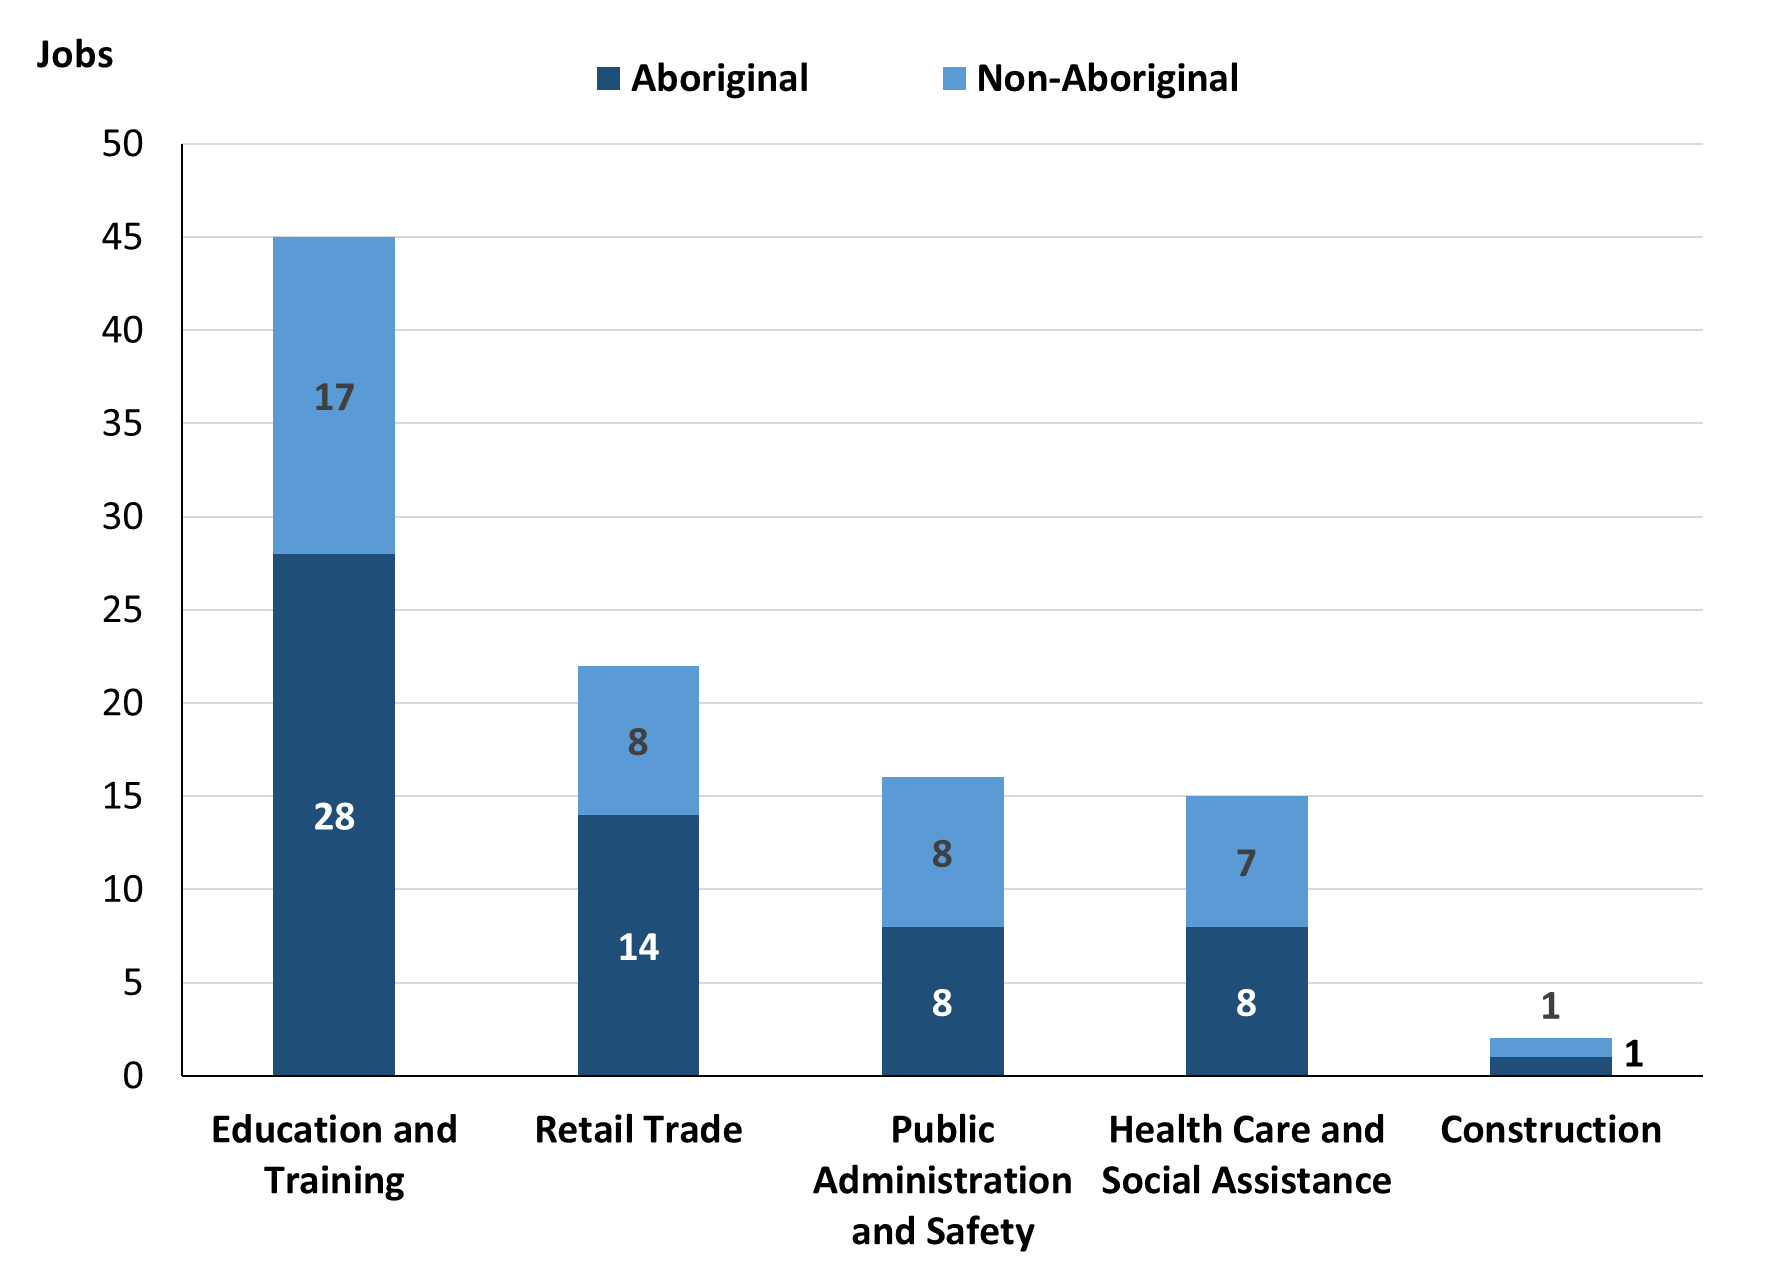 Jobs
Aboriginal
Non-Aboriginal
50
45
40
35
30
25
20
15
10
5
0
17
28
8
14
8
8
7
8
1
1
Education and
Training
Retail Trade
Public
Administration
and Safety
Health Care and
Social Assistance
Construction